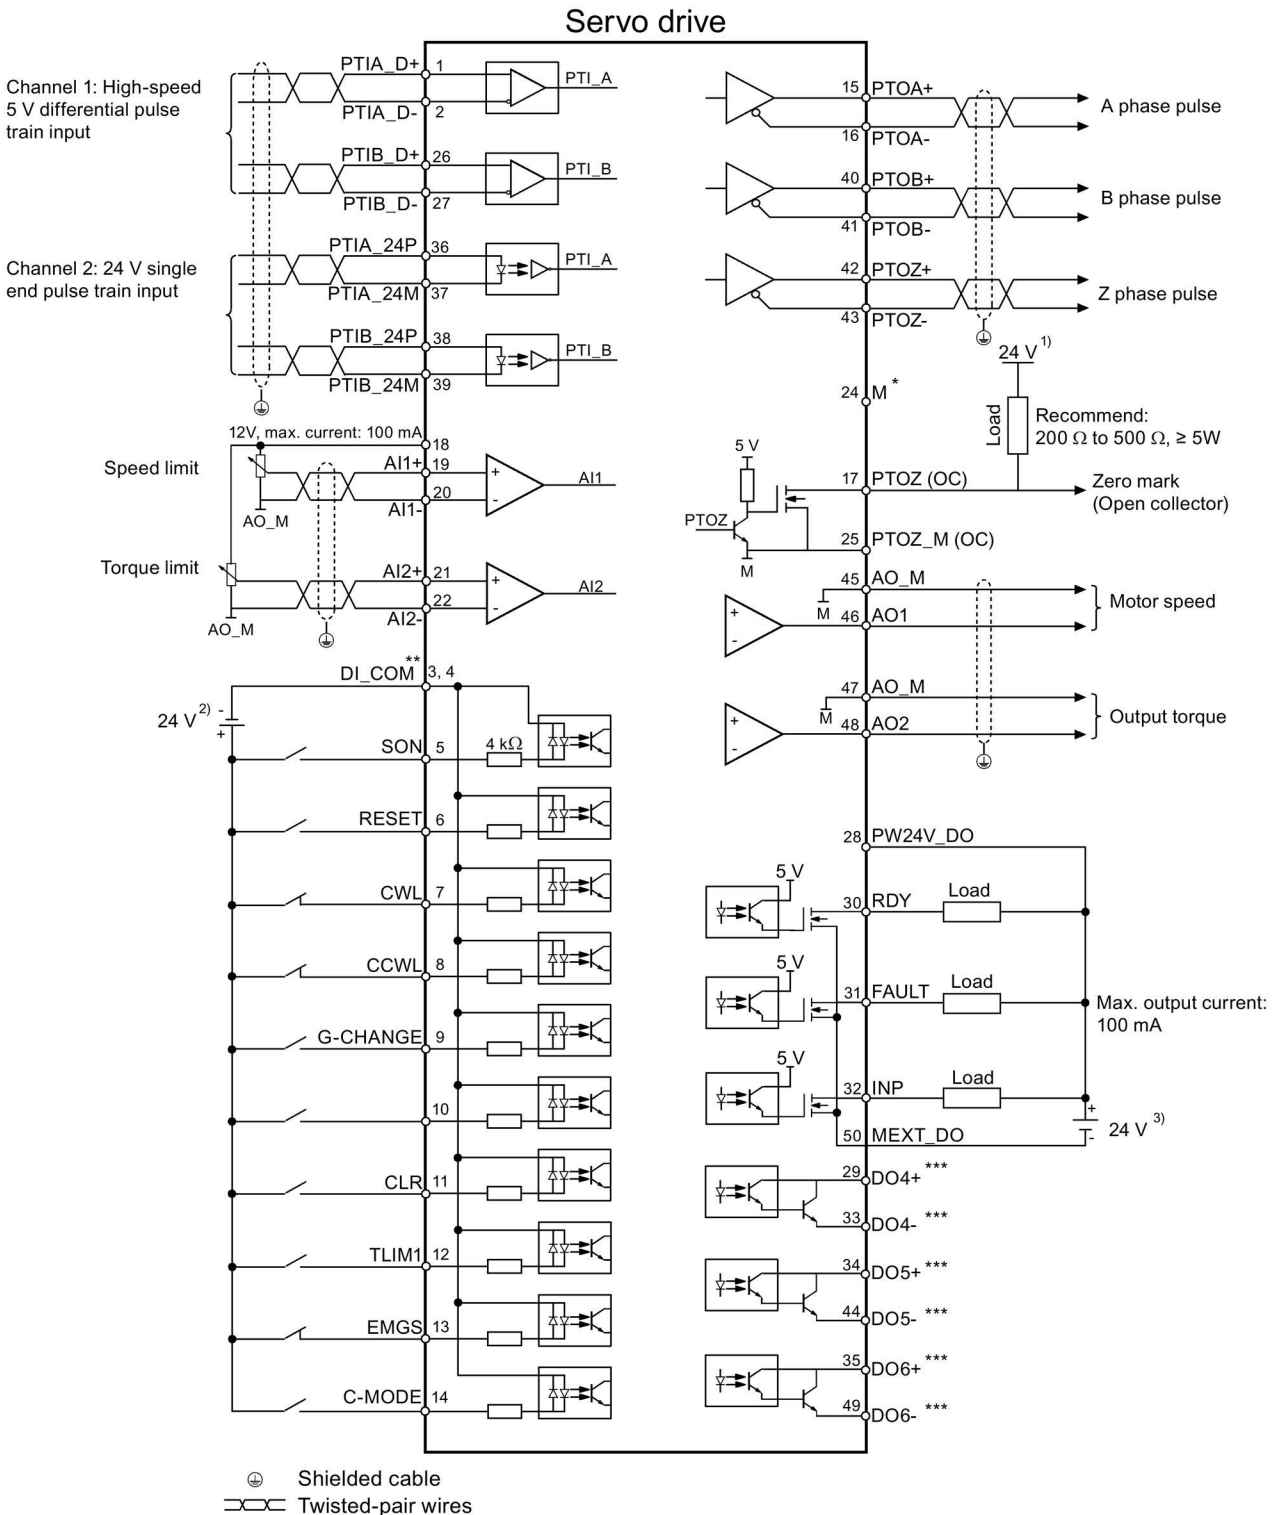 Servo drive
Channel 1: High-speed
5 V differential pulse
train input
PTIA_D+ 1
PTIA_D- 2
PTI_A
PTIB_D+ 26
PTIB_D- 27
PTI_B
Channel 2: 24 V single
end pulse train input
PTIA_24P 36
PTIA_24M 37
PTI_A
PTIB_24P 38
PTIB_24M 39
PTI_B
12V, max. current: 100 mA 18
Speed limit
AI1+ 19
AI1- 20
AI1
AO_M
Torque limit
AI2+ 21
AI2- 22
AI2
AO_M
DI_COM** 3, 4
24 V 2)
-
+
SON 5
4 kΩ
RESET 6
CWL 7
CCWL 8
G-CHANGE 9
10
CLR 11
TLIM1 12
EMGS 13
C-MODE 14
15 PTOA+
16 PTOA-
A phase pulse
40 PTOB+
41 PTOB-
B phase pulse
42 PTOZ+
43 PTOZ-
Z phase pulse
24 V 1)
24 M*
Load
Recommend:
200 Ω to 500 Ω, ≥ 5W
5 V
17 PTOZ (OC)
Zero mark
(Open collector)
PTOZ
M
25 PTOZ_M (OC)
45 AO_M
M
46 AO1
Motor speed
47 AO_M
M
48 AO2
Output torque
28 PW24V_DO
5 V
30 RDY
Load
5 V
31 FAULT
Load
Max. output current:
100 mA
5 V
32 INP
Load
50 MEXT_DO
+
24 V 3)
-
29 DO4+ ***
33 DO4- ***
34 DO5+ ***
44 DO5- ***
35 DO6+ ***
49 DO6- ***
Shielded cable
Twisted-pair wires